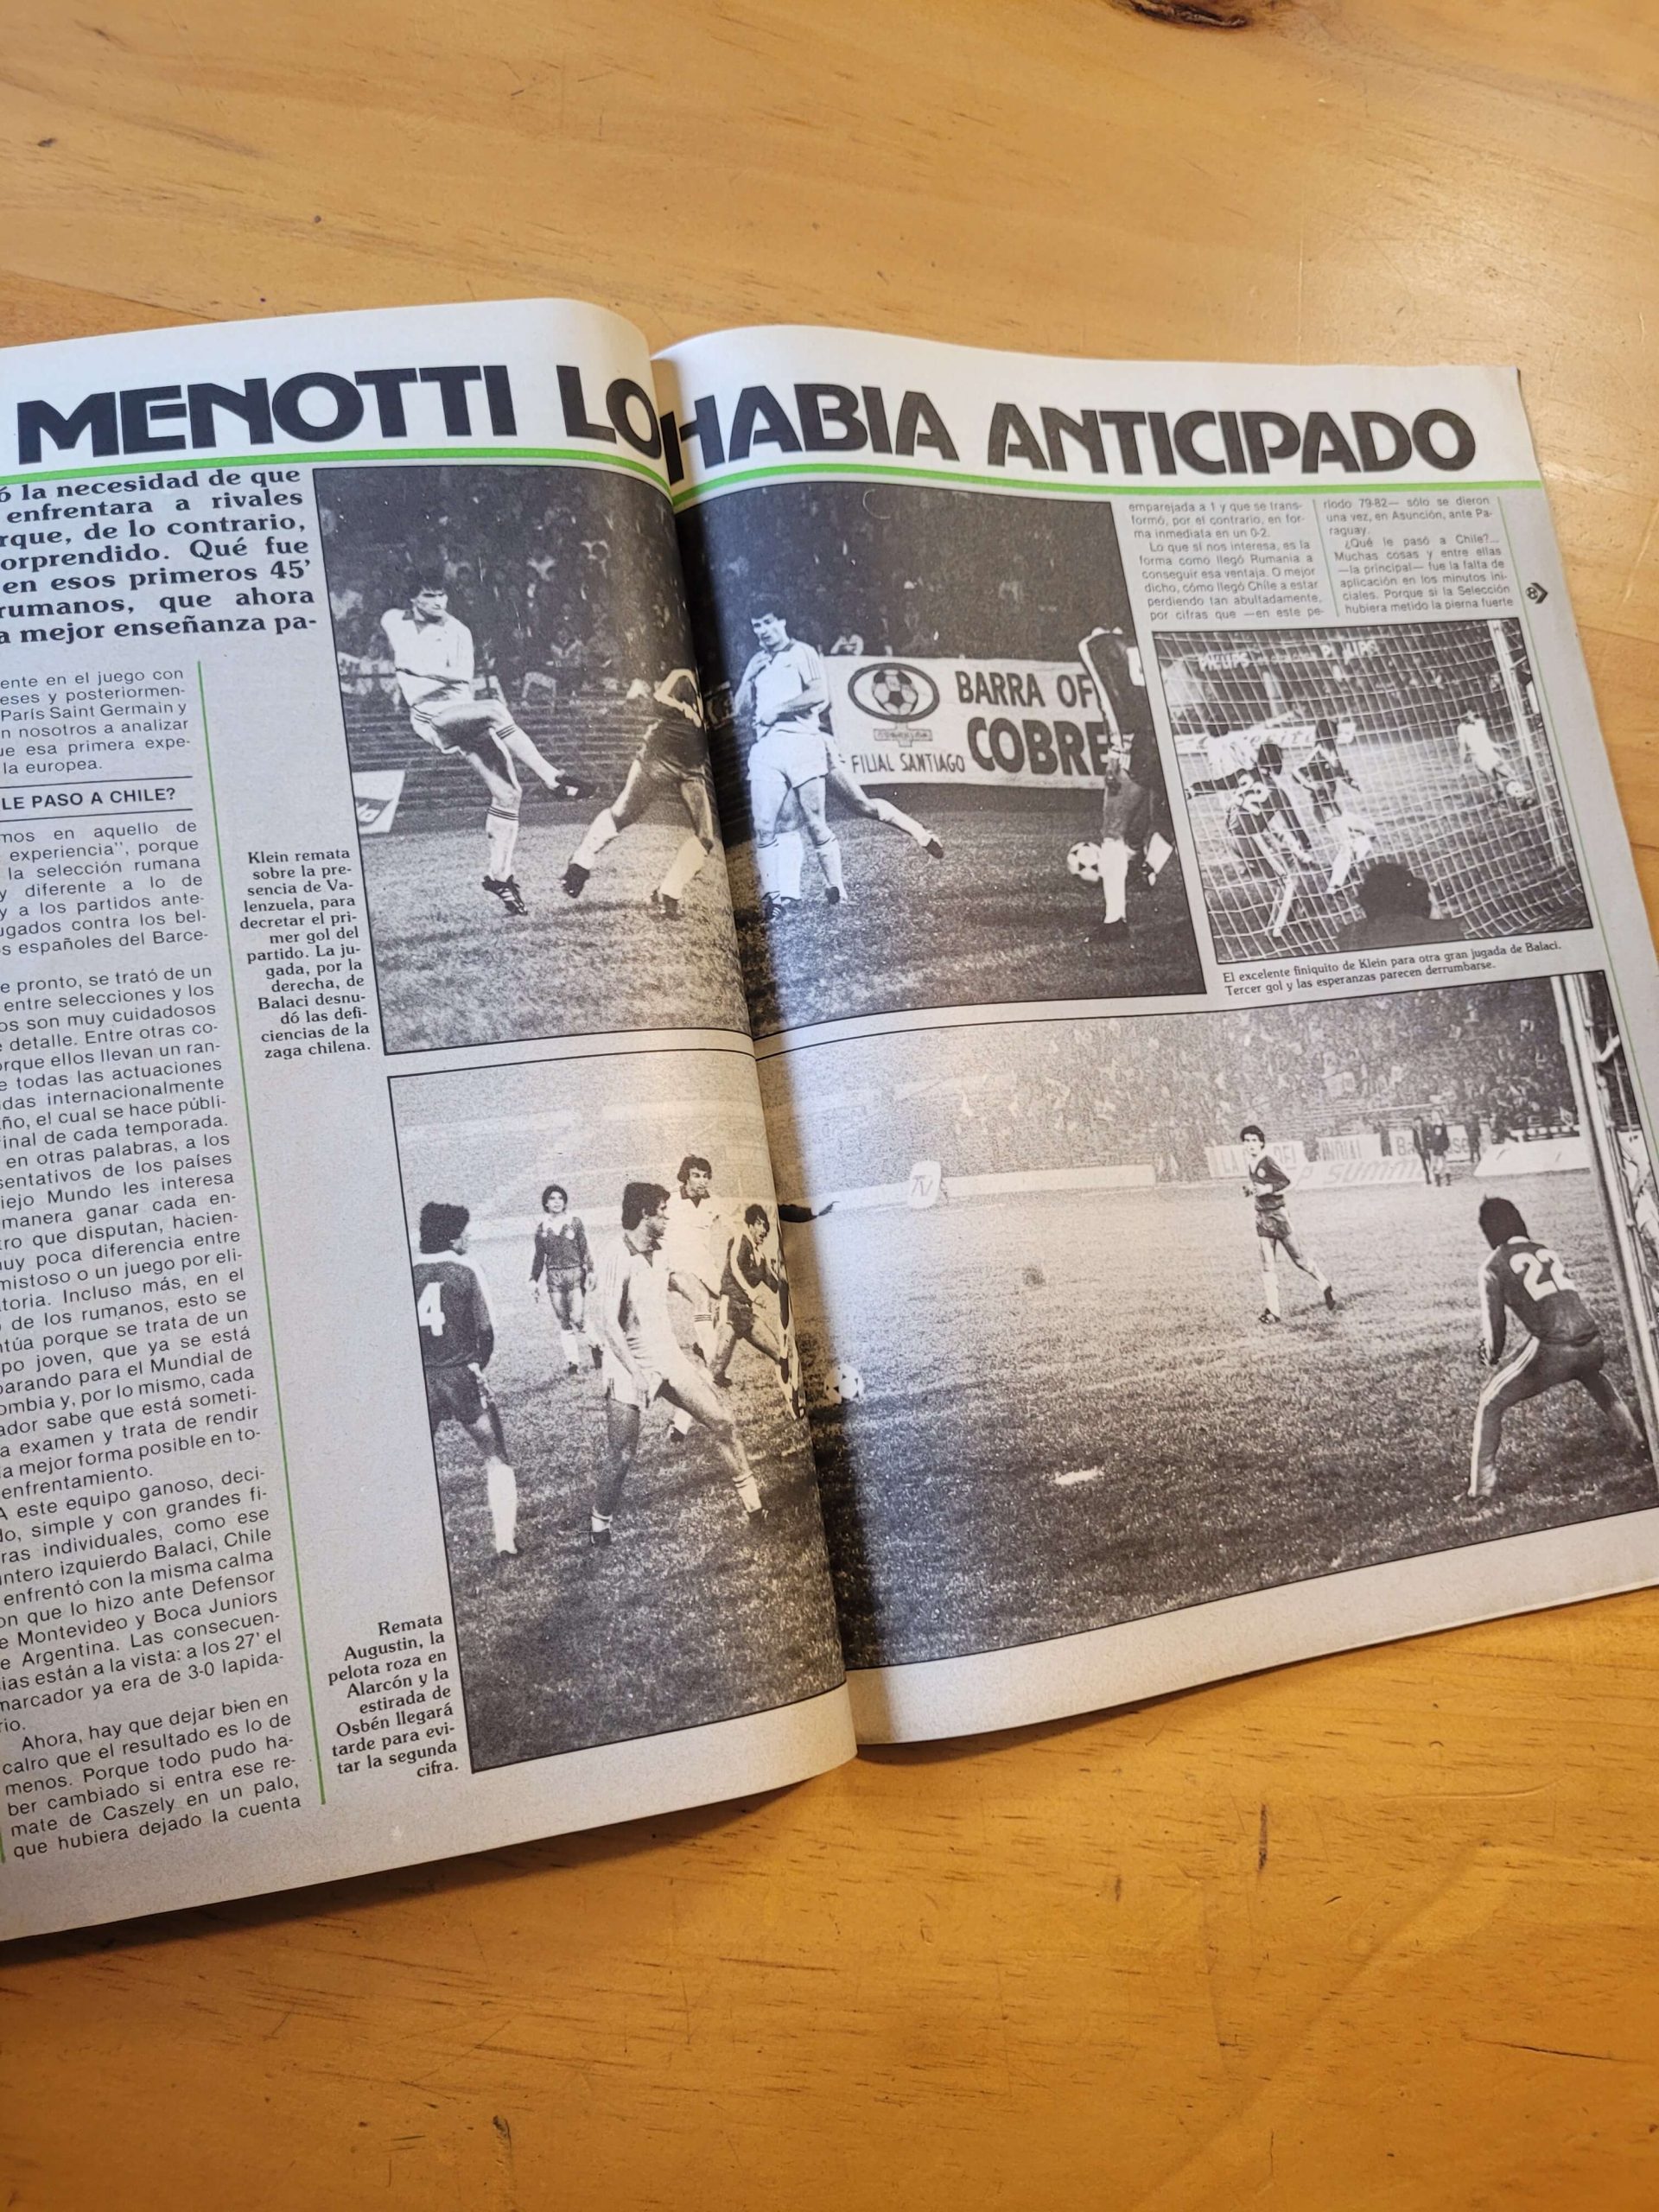 MENOTTI LO HABIA ANTICIPADO
ó la necesidad de que
enfrentara a rivales
rque, de lo contrario,
orprendido. Qué fue
en esos primeros 45’
rumanos, que ahora
a mejor enseñanza pa-
ente en el juego con
eses y posteriormen-
París Saint Germain y
n nosotros a analizar
ue esa primera expe-
la europea.
LE PASO A CHILE?
mos en aquello de
experiencia", porque
la selección rumana
y diferente a lo de
y a los partidos ante-
ugados contra los bel-
s españoles del Barce-
e pronto, se trató de un
entre selecciones y los
os son muy cuidadosos
e detalle. Entre otras co-
orque ellos llevan un ran-
e todas las actuaciones
das internacionalmente
ño, el cual se hace públi-
inal de cada temporada.
en otras palabras, a los
sentativos de los países
iejo Mundo les interesa
manera ganar cada en-
tro que disputan, hacien-
muy poca diferencia entre
mistoso o un juego por eli-
toria. Incluso más, en el
de los rumanos, esto se
ntúa porque se trata de un
po joven, que ya se está
parando para el Mundial de
ombia y, por lo mismo, cada
ador sabe que está someti-
a examen y trata de rendir
a mejor forma posible en to-
enfrentamiento.
A este equipo ganoso, deci-
do, simple y con grandes fi-
ras individuales, como ese
ntero izquierdo Balaci, Chile
enfrentó con la misma calma
on que lo hizo ante Defensor
e Montevideo y Boca Juniors
e Argentina. Las consecuen-
ias están a la vista: a los 27’ el
marcador ya era de 3-0 lapida-
rio.
Ahora, hay que dejar bien en
calro que el resultado es lo de
menos. Porque todo pudo ha-
ber cambiado si entra ese re-
mate de Caszely en un palo,
que hubiera dejado la cuenta
Klein remata
sobre la pre-
sencia de Va-
lenzuela, para
decretar el pri-
mer gol del
partido. La ju-
gada, por la
derecha, de
Balaci desnu-
dó las defi-
ciencias de la
zaga chilena.
Remata
Augustin, la
pelota roza en
Alarcón y la
estirada de
Osbén llegará
tarde para evi-
tar la segunda
cifra.
BARRA OF
COBRE
FILIAL SANTIAGO
emparejada a 1 y que se trans-
formó, por el contrario, en for-
ma inmediata en un 0-2.
Lo que sí nos interesa, es la
forma como llegó Rumania a
conseguir esa ventaja. O mejor
dicho, cómo llegó Chile a estar
perdiendo tan abultadamente,
por cifras que —en este pe-
ríodo 79-82— sólo se dieron
una vez, en Asunción, ante Pa-
raguay.
¿Qué le pasó a Chile?...
Muchas cosas y entre ellas
—la principal— fue la falta de
aplicación en los minutos ini-
ciales. Porque si la Selección
hubiera metido la pierna fuerte
PHILIPS
El excelente finiquito de Klein para otra gran jugada de Balaci.
Tercer gol y las esperanzas parecen derrumbarse.
4
TV
22